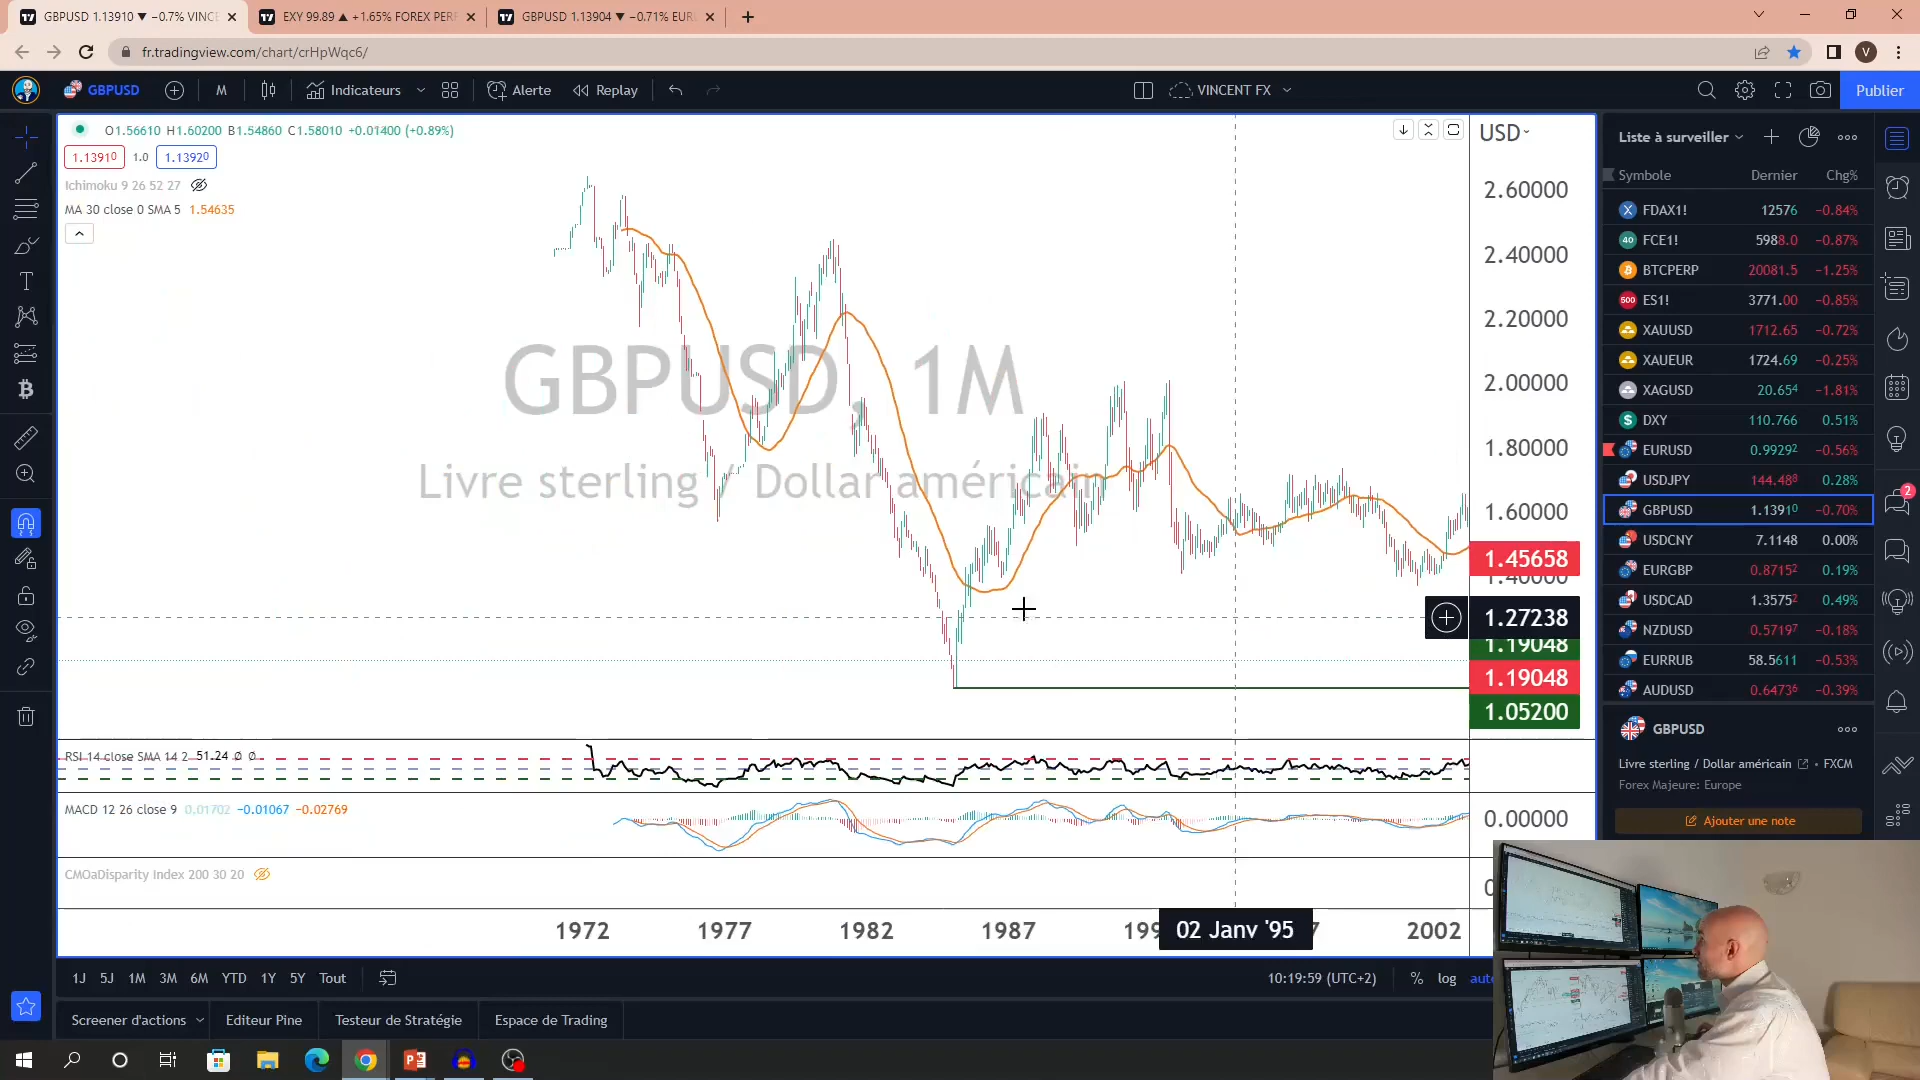 GBPUSD 1.13910 ▼ −0.7% VINCE
EXY 99.89 ▲ +1.65% FOREX PER
GBPUSD 1.13904 ▼ −0.71% EUR
fr.tradingview.com/chart/crHpWqc6/
V
GBPUSD
M
Indicateurs
Alerte
Replay
VINCENT FX
Publier
O1.56610 H1.60200 B1.54860 C1.58010 +0.01400 (+0.89%)
1.13910
1.0
1.13920
Ichimoku 9 26 52 27
MA 30 close 0 SMA 5 1.54635
GBPUSD, 1M
Livre sterling / Dollar américain
USD
2.60000
2.40000
2.20000
2.00000
1.80000
1.60000
1.45658
1.40000
1.27238
1.19048
1.19048
1.05200
RSI 14 close SMA 14 2 51.24 ∅ ∅
MACD 12 26 close 9 0.01702 −0.01067 −0.02769
0.00000
CMOaDisparity Index 200 30 20
1972
1977
1982
1987
02 Janv '95
2002
1J
5J
1M
3M
6M
YTD
1Y
5Y
Tout
10:19:59 (UTC+2)
%
log
Screener d'actions
Editeur Pine
Testeur de Stratégie
Espace de Trading
Liste à surveiller
Symbole Dernier Chg%
FDAX1! 12576 −0.84%
40 FCE1! 5988.0 −0.87%
BTCPERP 20081.5 −1.25%
500 ES1! 3771.00 −0.85%
XAUUSD 1712.65 −0.72%
XAUEUR 1724.69 −0.25%
XAGUSD 20.654 −1.81%
DXY 110.766 0.51%
EURUSD 0.99292 −0.56%
USDJPY 144.488 0.28%
GBPUSD 1.13910 −0.70%
USDCNY 7.1148 0.00%
EURGBP 0.87152 0.19%
USDCAD 1.35752 0.49%
NZDUSD 0.57197 −0.18%
EURRUB 58.5611 −0.53%
AUDUSD 0.64736 −0.39%
2
GBPUSD
Livre sterling / Dollar américain • FXCM
Forex Majeure: Europe
Ajouter une note